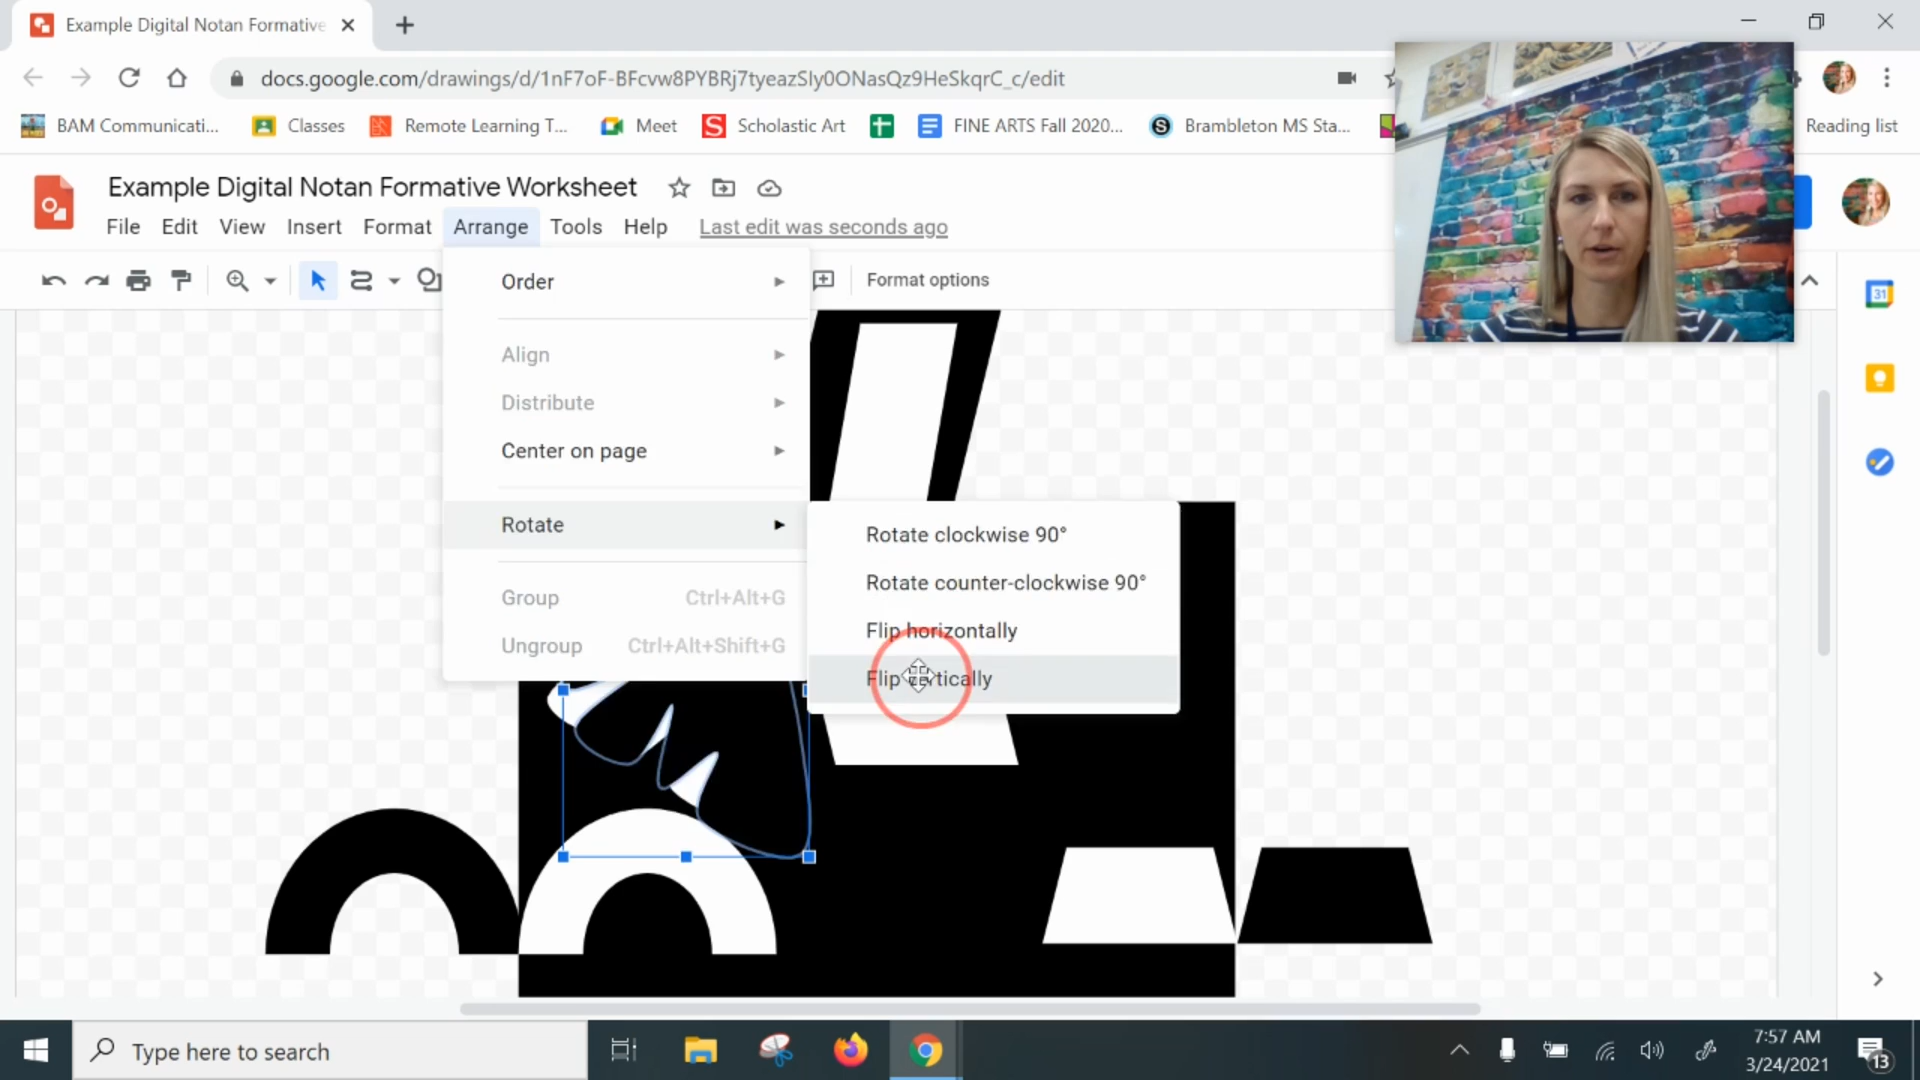 Example Digital Notan Formative
docs.google.com/drawings/d/1nF7oF-BFcvw8PYBRj7tyeazSly0ONasQz9HeSkqrC_c/edit
BAM Communicati...
Classes
Remote Learning T...
Meet
Scholastic Art
FINE ARTS Fall 2020...
Brambleton MS Sta...
Reading list
Example Digital Notan Formative Worksheet
File Edit View Insert Format Arrange Tools Help Last edit was seconds ago
Format options
31
Order
Align
Distribute
Center on page
Rotate
Group Ctrl+Alt+G
Ungroup Ctrl+Alt+Shift+G
Rotate clockwise 90°
Rotate counter-clockwise 90°
Flip horizontally
Flip vertically
Type here to search
7:57 AM
3/24/2021
13